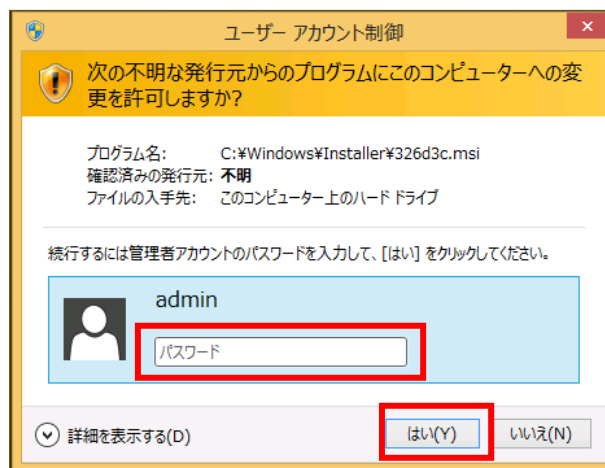 ユーザー アカウント制御
次の不明な発行元からのプログラムにこのコンピューターへの変
更を許可しますか?
プログラム名: C:¥Windows¥Installer¥326d3c.msi
確認済みの発行元: 不明
ファイルの入手先: このコンピューター上のハード ドライブ
続行するには管理者アカウントのパスワードを入力して、[はい] をクリックしてください。
admin
パスワード
詳細を表示する(D)
はい(Y)
いいえ(N)